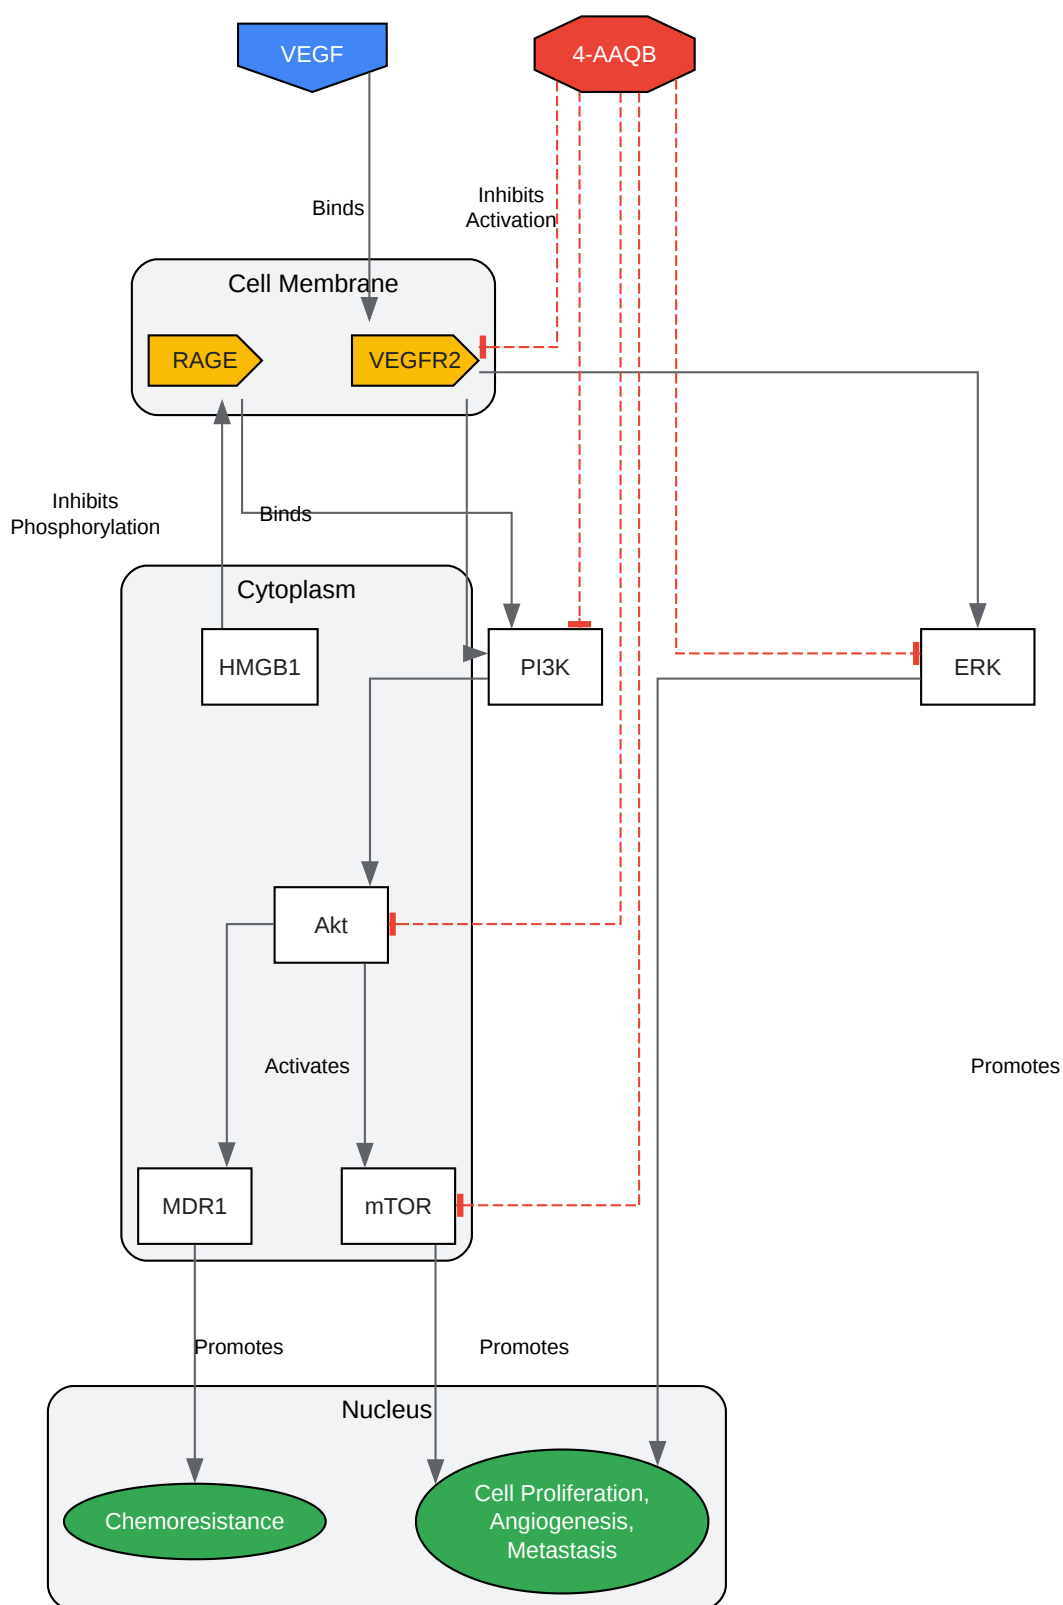 VEGF
4-AAQB
Inhibits
Activation
Binds
Cell Membrane
RAGE
VEGFR2
Inhibits
Phosphorylation
Binds
Cytoplasm
HMGB1
PI3K
ERK
Akt
Activates
Promotes
MDR1
mTOR
Promotes
Promotes
Nucleus
Chemoresistance
Cell Proliferation,
Angiogenesis,
Metastasis